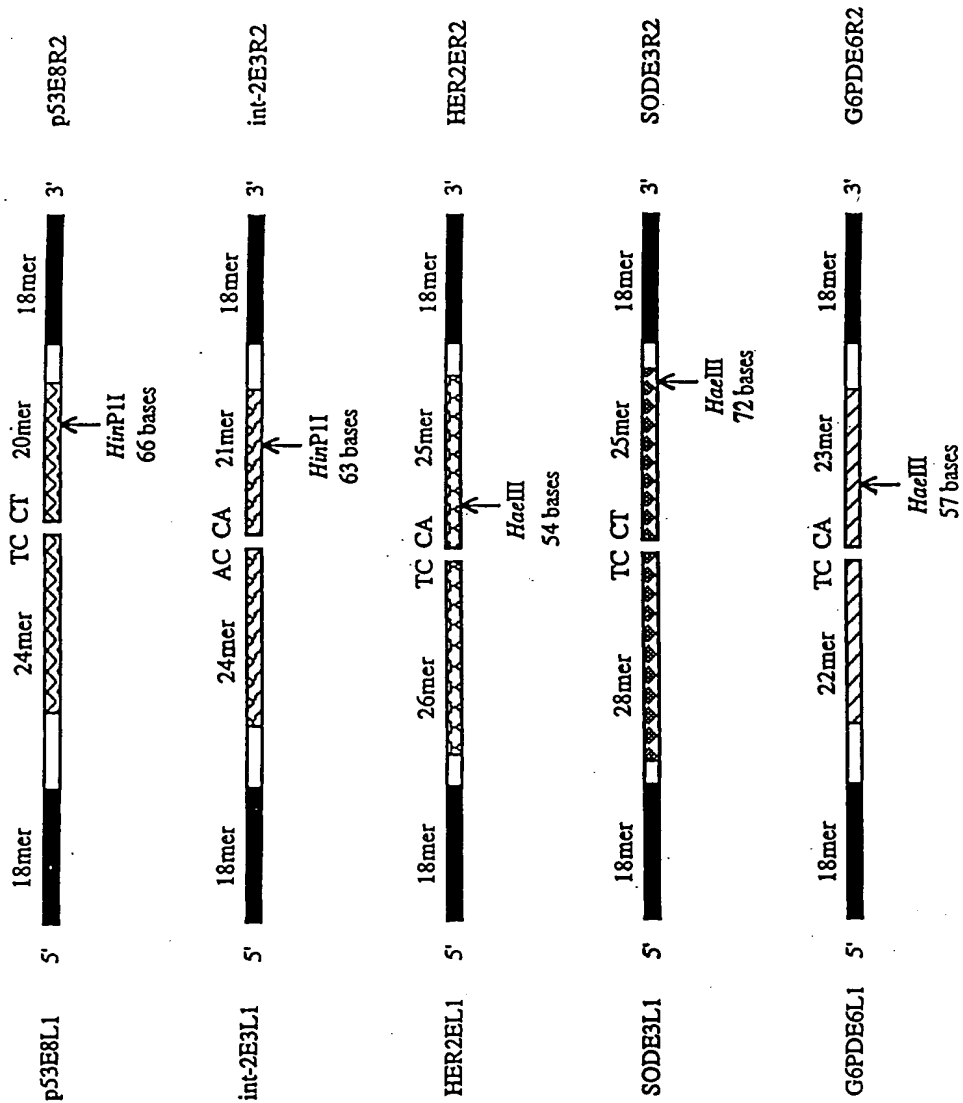 p53E8L1 5' 18mer 24mer TC CT 20mer 18mer 3' p53E8R2
HinP1I
66 bases
int-2E3L1 5' 18mer 24mer AC CA 21mer 18mer 3' int-2E3R2
HinP1I
63 bases
HER2EL1 5' 18mer 26mer TC CA 25mer 18mer 3' HER2ER2
HaeIII
54 bases
SODE3L1 5' 18mer 28mer TC CT 25mer 18mer 3' SODE3R2
HaeIII
72 bases
G6PDE6L1 5' 18mer 22mer TC CA 23mer 18mer 3' G6PDE6R2
HaeIII
57 bases